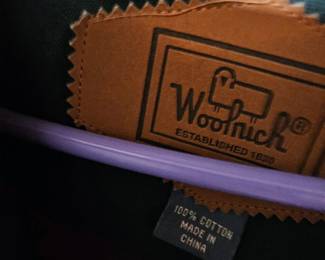 Woolrich®
ESTABLISHED 1830
100% COTTON
MADE IN
CHINA